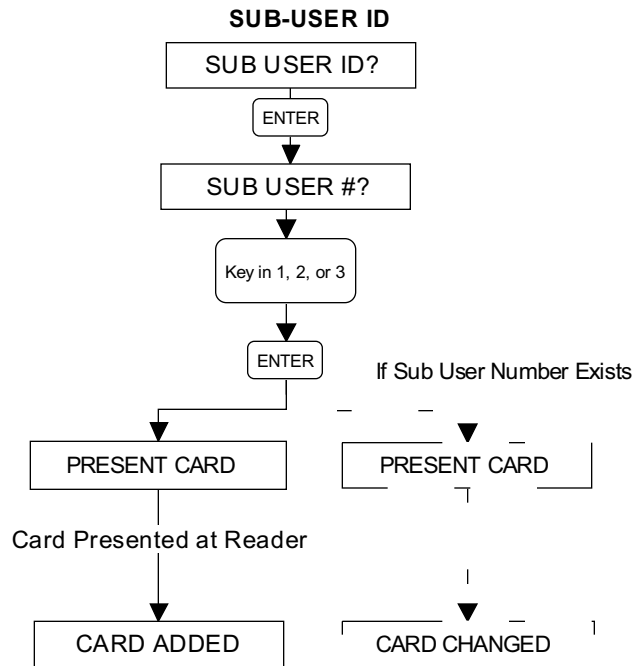 SUB-USER ID
SUB USER ID?
ENTER
SUB USER #?
Key in 1, 2, or 3
ENTER
If Sub User Number Exists
PRESENT CARD
PRESENT CARD
Card Presented at Reader
CARD ADDED
CARD CHANGED